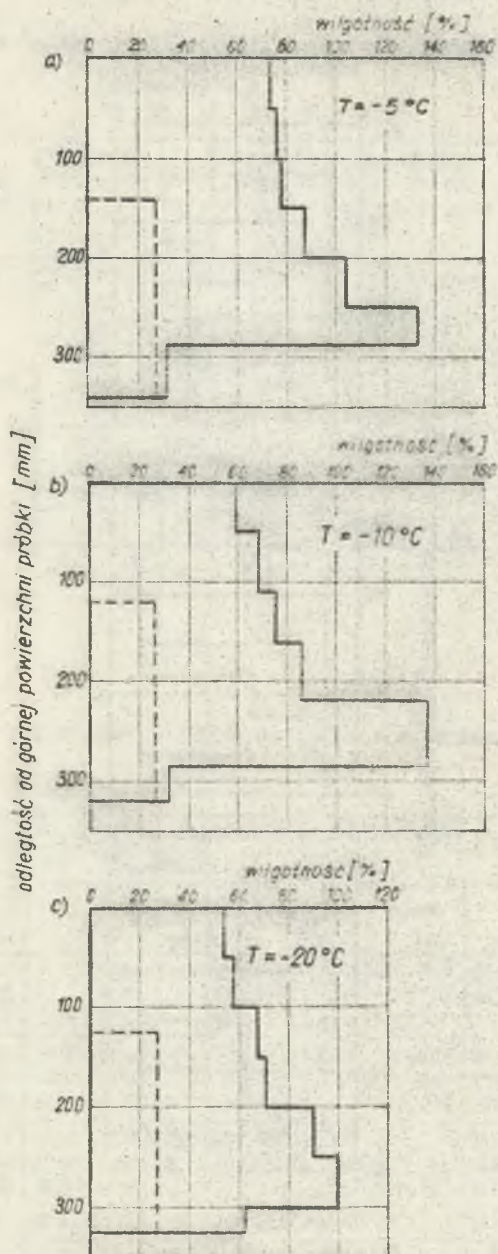 wilgotność [%]
0 20 40 60 80 100 120 140 160
a)
T = -5 °C
100
200
300
wilgotność [%]
0 20 40 60 80 100 120 140 160
b)
T = -10 °C
100
200
300
wilgotność [%]
0 20 40 60 80 100 120
c)
T = -20 °C
100
200
300
odległość od górnej powierzchni próbki [mm]